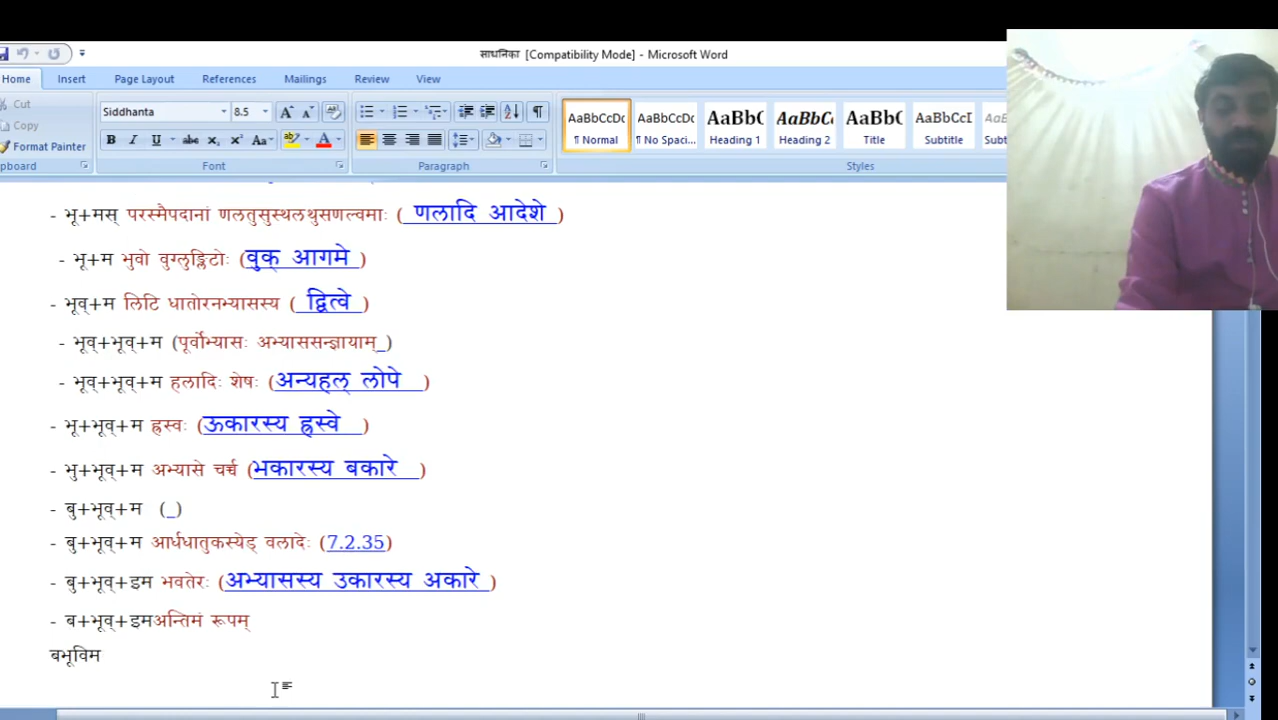 साधनिका [Compatibility Mode] - Microsoft Word
Home Insert Page Layout References Mailings Review View
Cut
Copy
Format Painter
Siddhanta 8.5
AaBbCcDc AaBbCcDc AaBbC AaBbCc AaBbC AaBbCcI
¶ Normal ¶ No Spaci... Heading 1 Heading 2 Title Subtitle
pboard Font Paragraph Styles
- भू+मस् परस्मैपदानां णलतुसुस्थलथुसणल्वमाः ( णलादि आदेशे )
- भू+म भुवो वुग्लुङ्लिटोः (वुक् आगमे )
- भूव्+म लिटि धातोरनभ्यासस्य ( द्वित्वे )
- भूव्+भूव्+म (पूर्वोभ्यासः अभ्याससन्ज्ञायाम्_)
- भूव्+भूव्+म हलादिः शेषः (अन्यहल् लोपे )
- भू+भूव्+म ह्रस्वः (ऊकारस्य ह्रस्वे )
- भु+भूव्+म अभ्यासे चर्च्च (भकारस्य बकारे )
- बु+भूव्+म (_)
- बु+भूव्+म आर्धधातुकस्येड् वलादेः (7.2.35)
- बु+भूव्+इम भवतेरः (अभ्यासस्य उकारस्य अकारे )
- ब+भूव्+इमअन्तिमं रूपम्
बभूविम